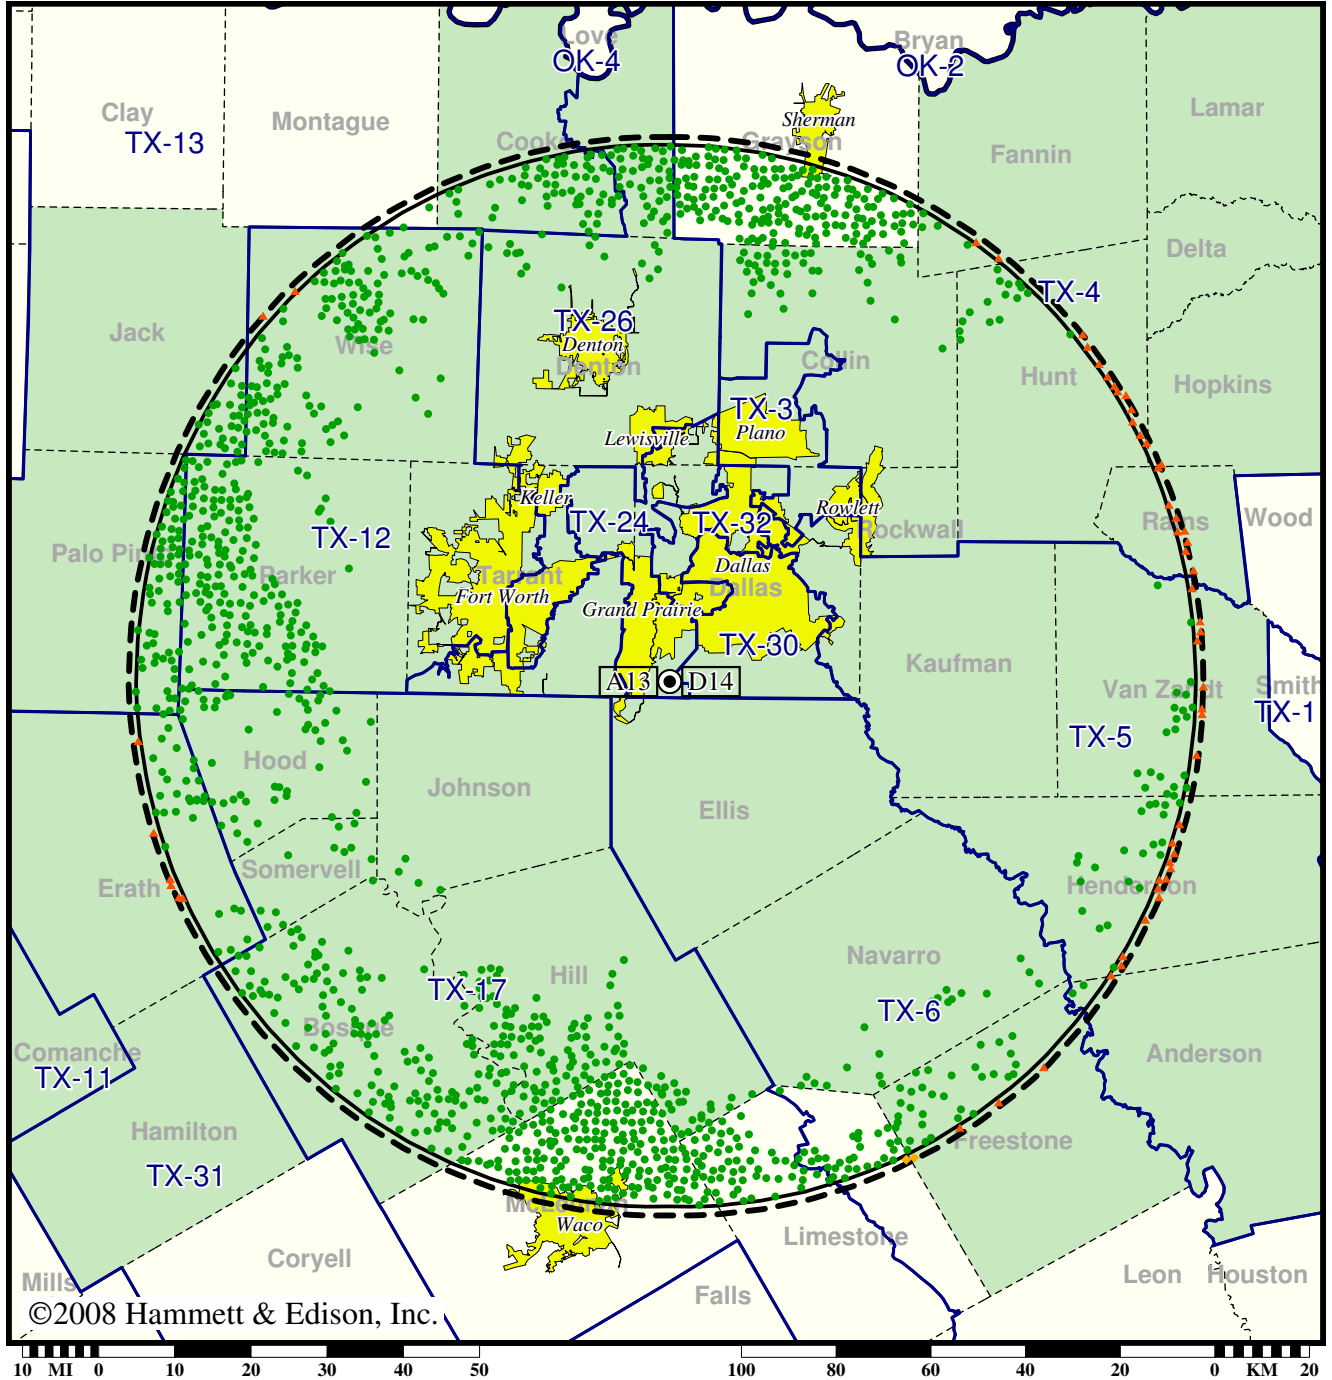 Love
OK-4
Bryan
OK-2
Clay
TX-13
Montague
Cooke
Sherman
Grayson
Lamar
Fannin
Delta
TX-4
Jack
Wise
TX-26
Denton
Denton
Collin
Hunt
Hopkins
TX-3
Plano
Lewisville
Keller
TX-24
TX-32
Rowlett
Rockwall
Rains
Wood
TX-12
Palo Pin
Parker
Tarrant
Fort Worth
Dallas
Dallas
Grand Prairie
TX-30
Kaufman
A13
D14
Van Zandt
Smith
TX-1
TX-5
Hood
Johnson
Ellis
Somervell
Erath
Henderson
Navarro
Hill
TX-17
TX-6
Bosque
Comanche
TX-11
Anderson
Hamilton
TX-31
Freestone
McLennan
Waco
Limestone
Coryell
Falls
Leon
Houston
Mills
©2008 Hammett & Edison, Inc.
10 MI 0 10 20 30 40 50
100 80 60 40 20 0 KM 20